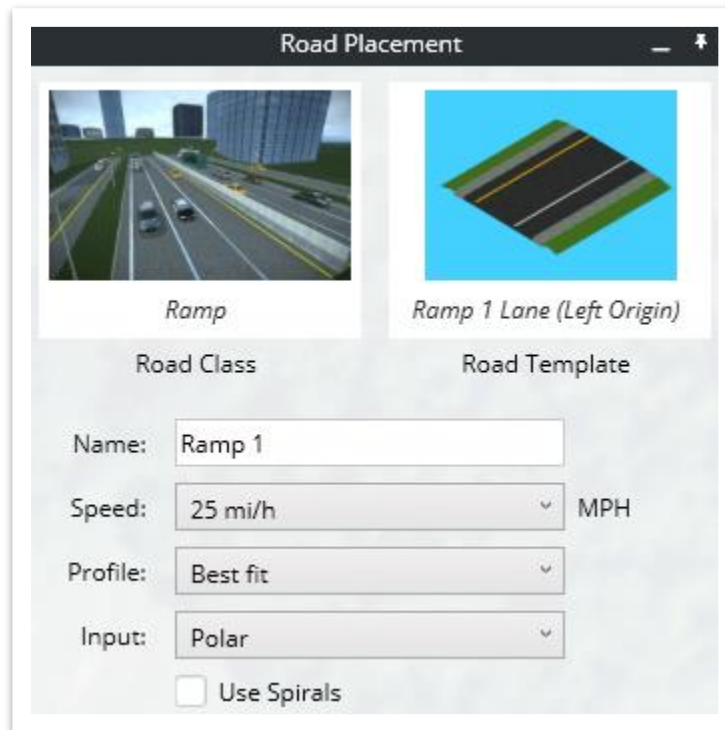 Road Placement
Ramp
Ramp 1 Lane (Left Origin)
Road Class
Road Template
Name: Ramp 1
Speed: 25 mi/h MPH
Profile: Best fit
Input: Polar
Use Spirals